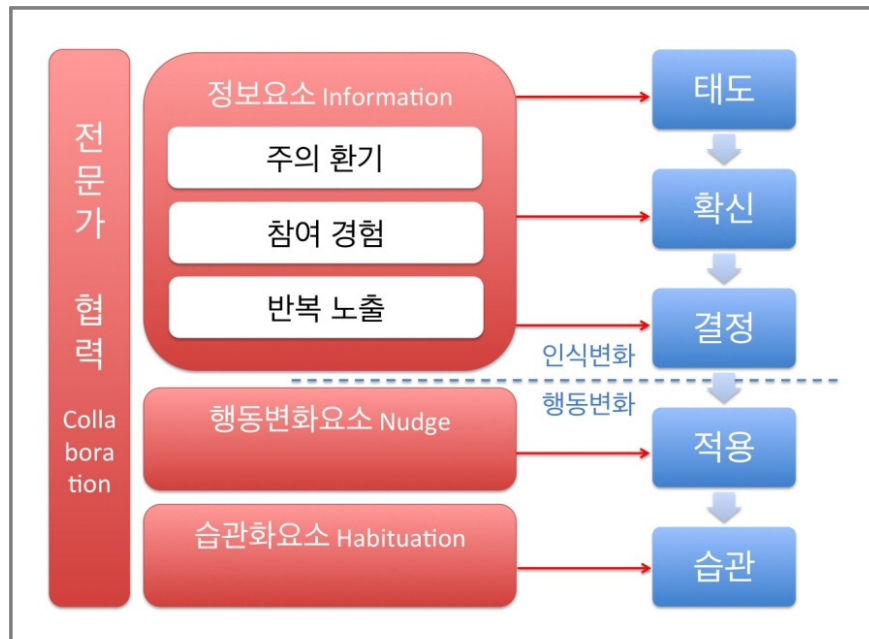 전문가 협력
Colla
bora
tion
정보요소 Information
주의 환기
참여 경험
반복 노출
행동변화요소 Nudge
습관화요소 Habituation
태도
확신
결정
인식변화
행동변화
적용
습관